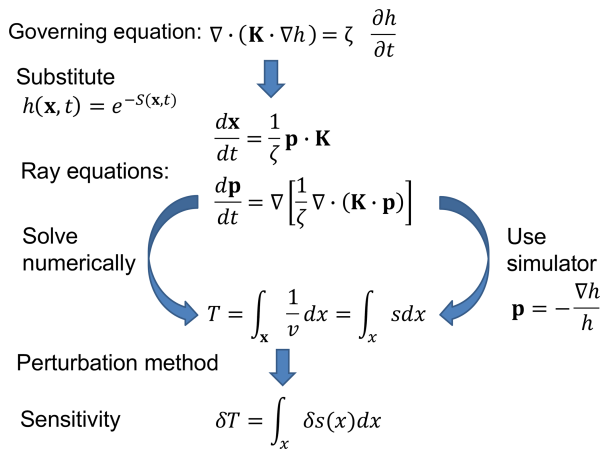 Governing equation: ∇ · (𝐊 · ∇h) = ζ ∂h/∂t
Substitute
h(𝐱, t) = e^{−S(𝐱,t)}
d𝐱/dt = 1/ζ 𝐩 · 𝐊
Ray equations:
d𝐩/dt = ∇[1/ζ ∇ · (𝐊 · 𝐩)]
Solve
numerically
Use
simulator
𝐩 = − ∇h/h
T = ∫_𝐱 1/v dx = ∫_x sdx
Perturbation method
Sensitivity
δT = ∫_x δs(x)dx